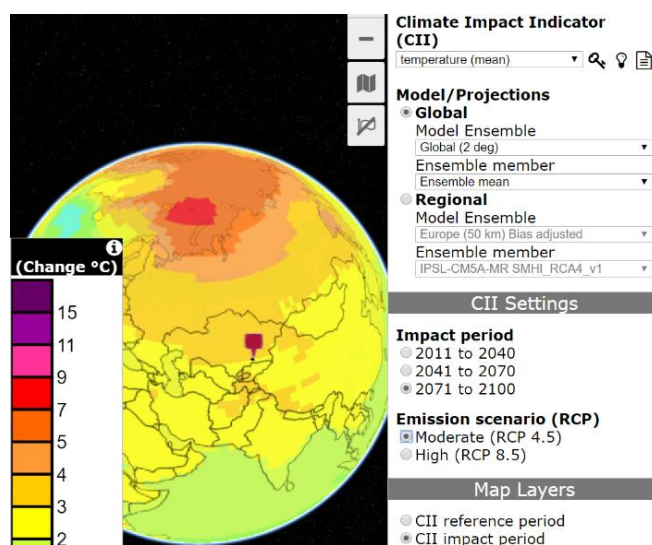 Climate Impact Indicator
(CII)
temperature (mean)
Model/Projections
Global
Model Ensemble
Global (2 deg)
Ensemble member
Ensemble mean
Regional
Model Ensemble
Europe (50 km) Bias adjusted
Ensemble member
IPSL-CM5A-MR SMHI_RCA4_v1
CII Settings
Impact period
2011 to 2040
2041 to 2070
2071 to 2100
Emission scenario (RCP)
Moderate (RCP 4.5)
High (RCP 8.5)
Map Layers
CII reference period
CII impact period
i
(Change °C)
15
11
9
7
5
4
3
2